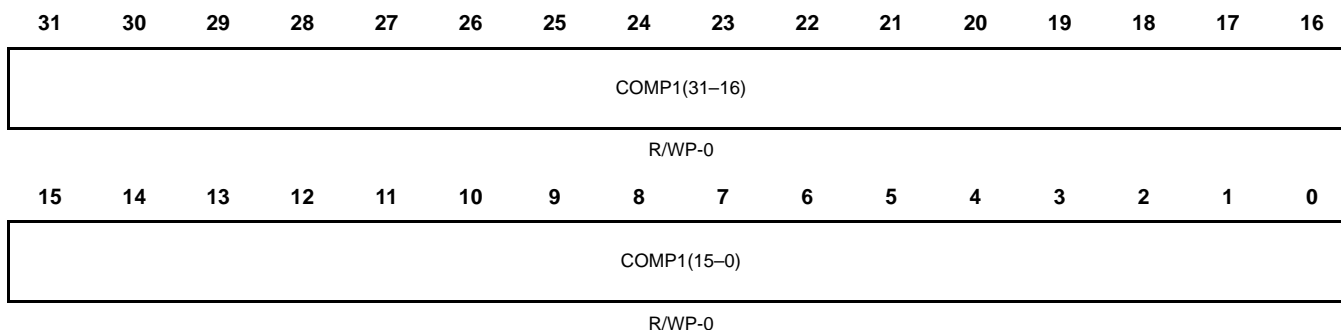 31 30 29 28 27 26 25 24 23 22 21 20 19 18 17 16
COMP1(31–16)
R/WP-0
15 14 13 12 11 10 9 8 7 6 5 4 3 2 1 0
COMP1(15–0)
R/WP-0